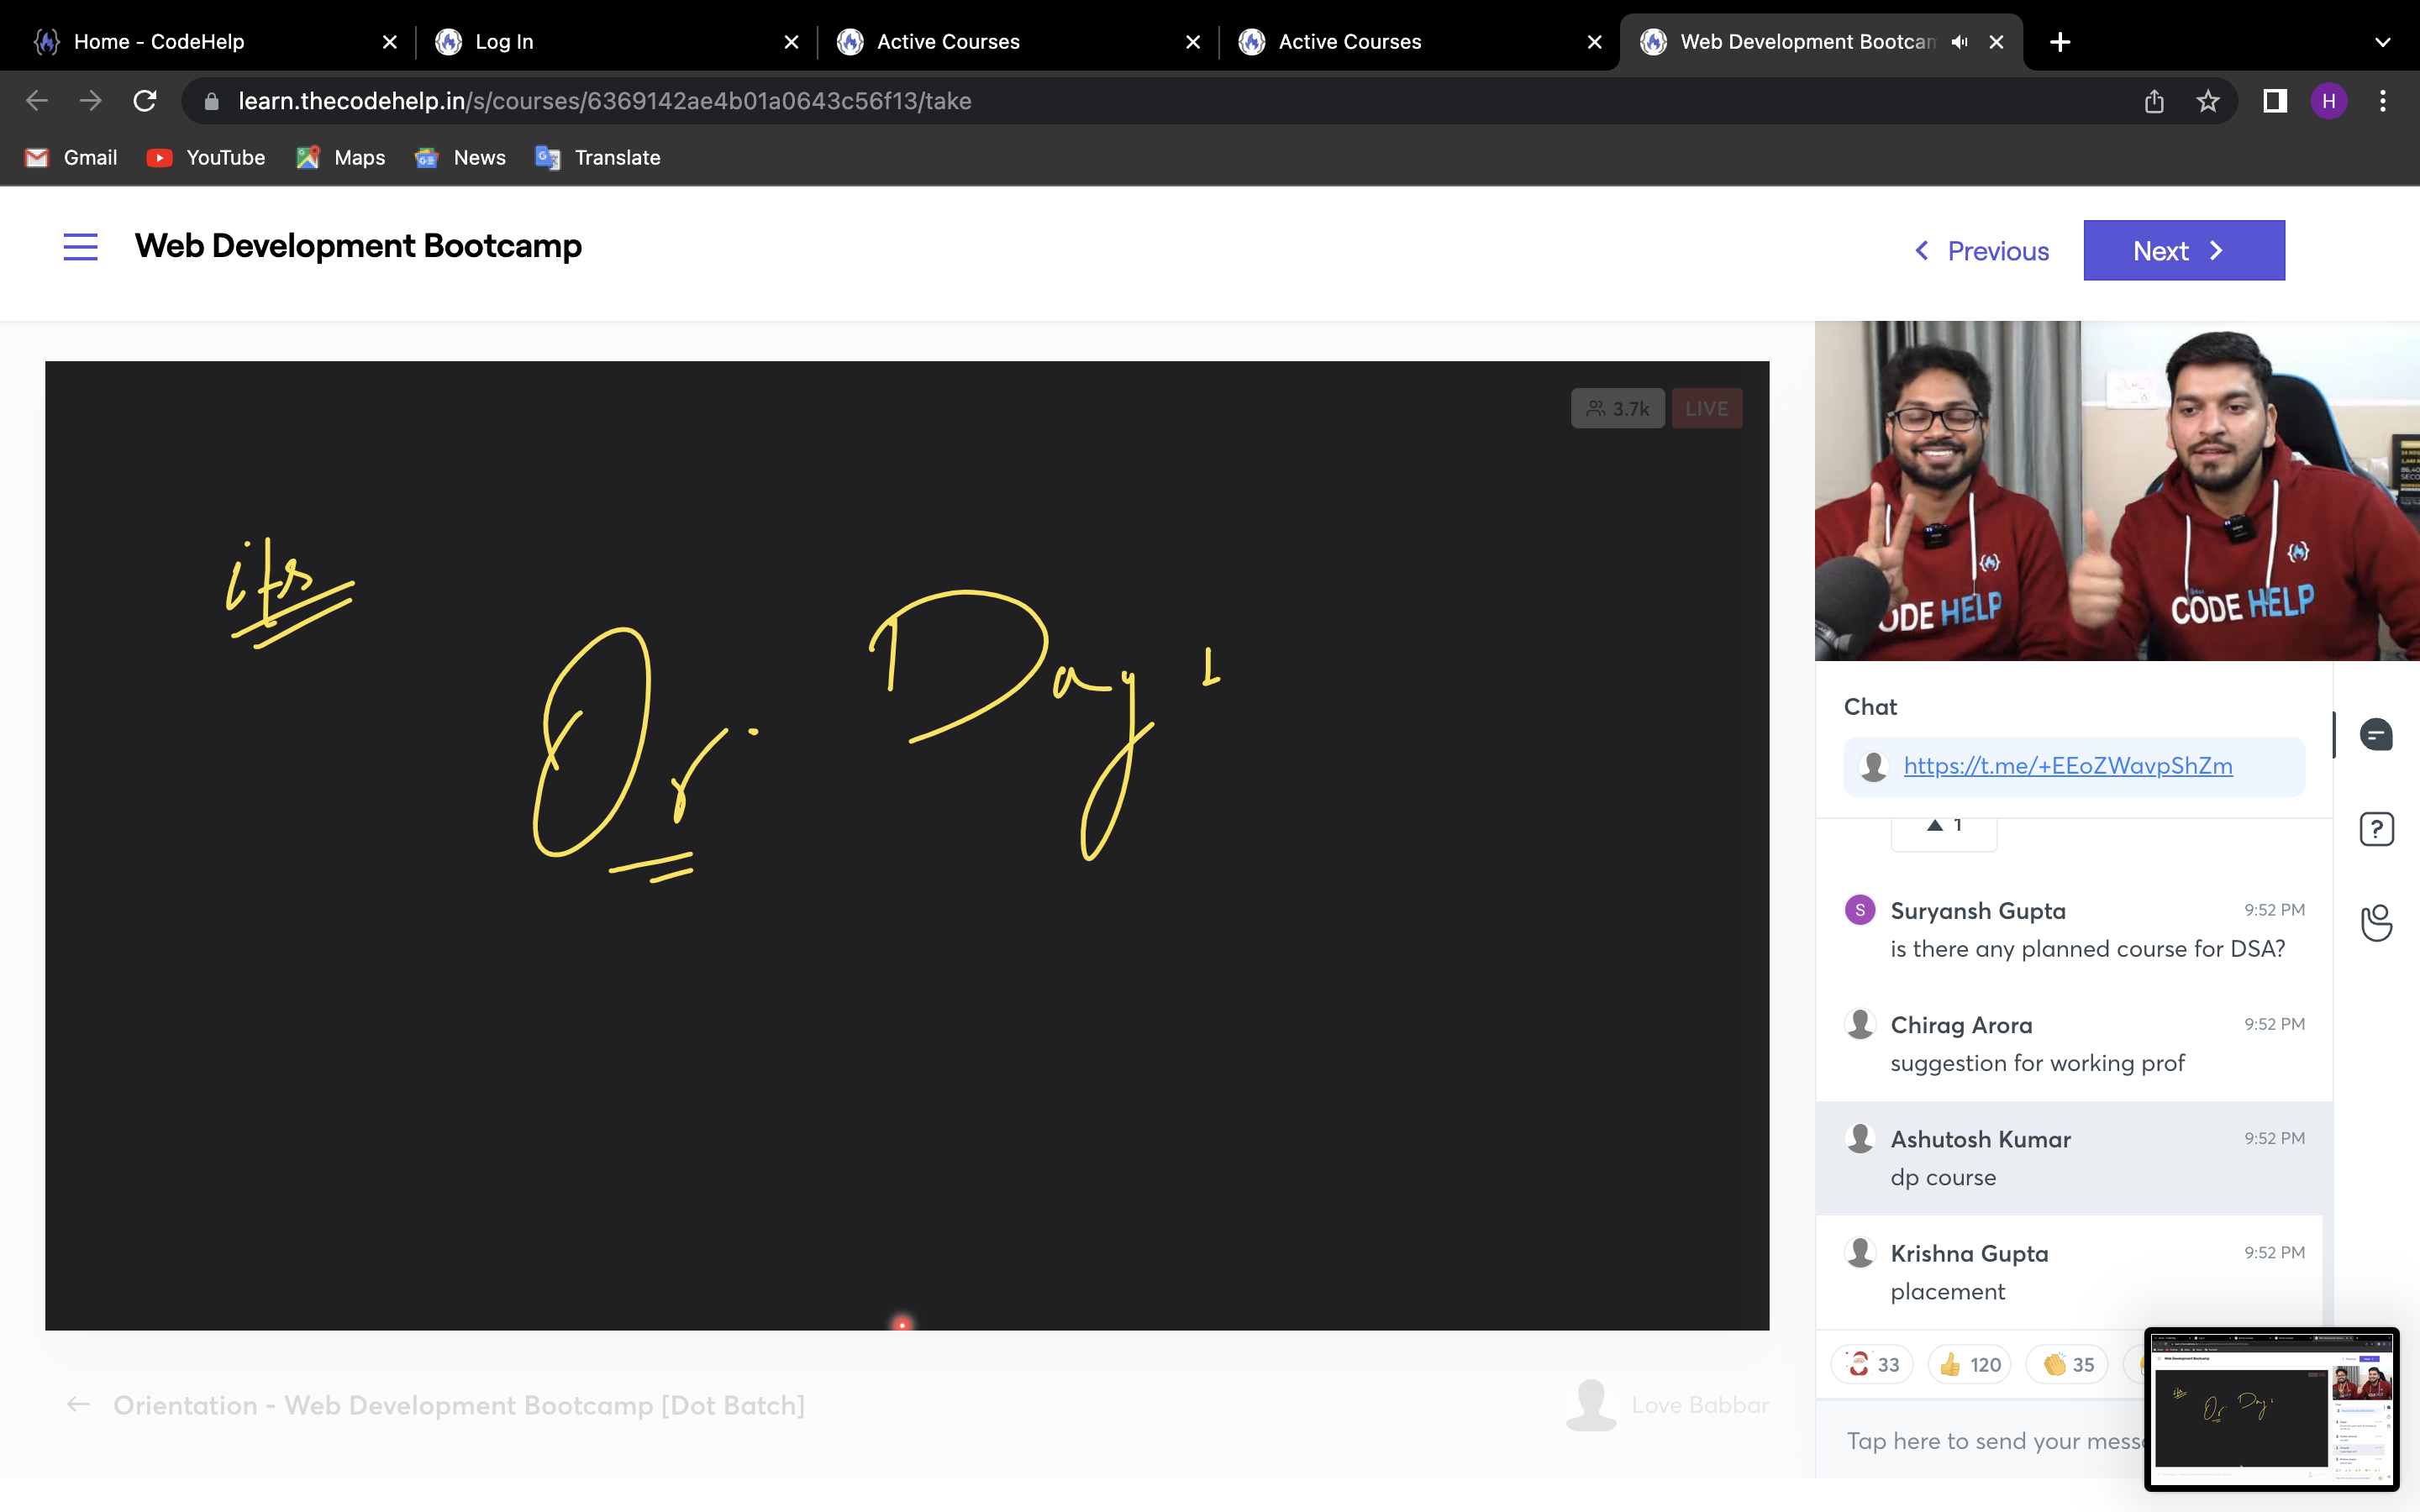 Home - CodeHelp
Log In
Active Courses
Active Courses
Web Development Bootcam
learn.thecodehelp.in/s/courses/6369142ae4b01a0643c56f13/take
H
Gmail
YouTube
Maps
News
Translate
Web Development Bootcamp
Previous
Next
3.7k
LIVE
its
Or. Day 1
ODE HELP
CODE HELP
Chat
https://t.me/+EEoZWavpShZm
1
S
Suryansh Gupta 9:52 PM
is there any planned course for DSA?
Chirag Arora 9:52 PM
suggestion for working prof
Ashutosh Kumar 9:52 PM
dp course
Krishna Gupta 9:52 PM
placement
33
120
35
Orientation - Web Development Bootcamp [Dot Batch]
Love Babbar
Tap here to send your mess